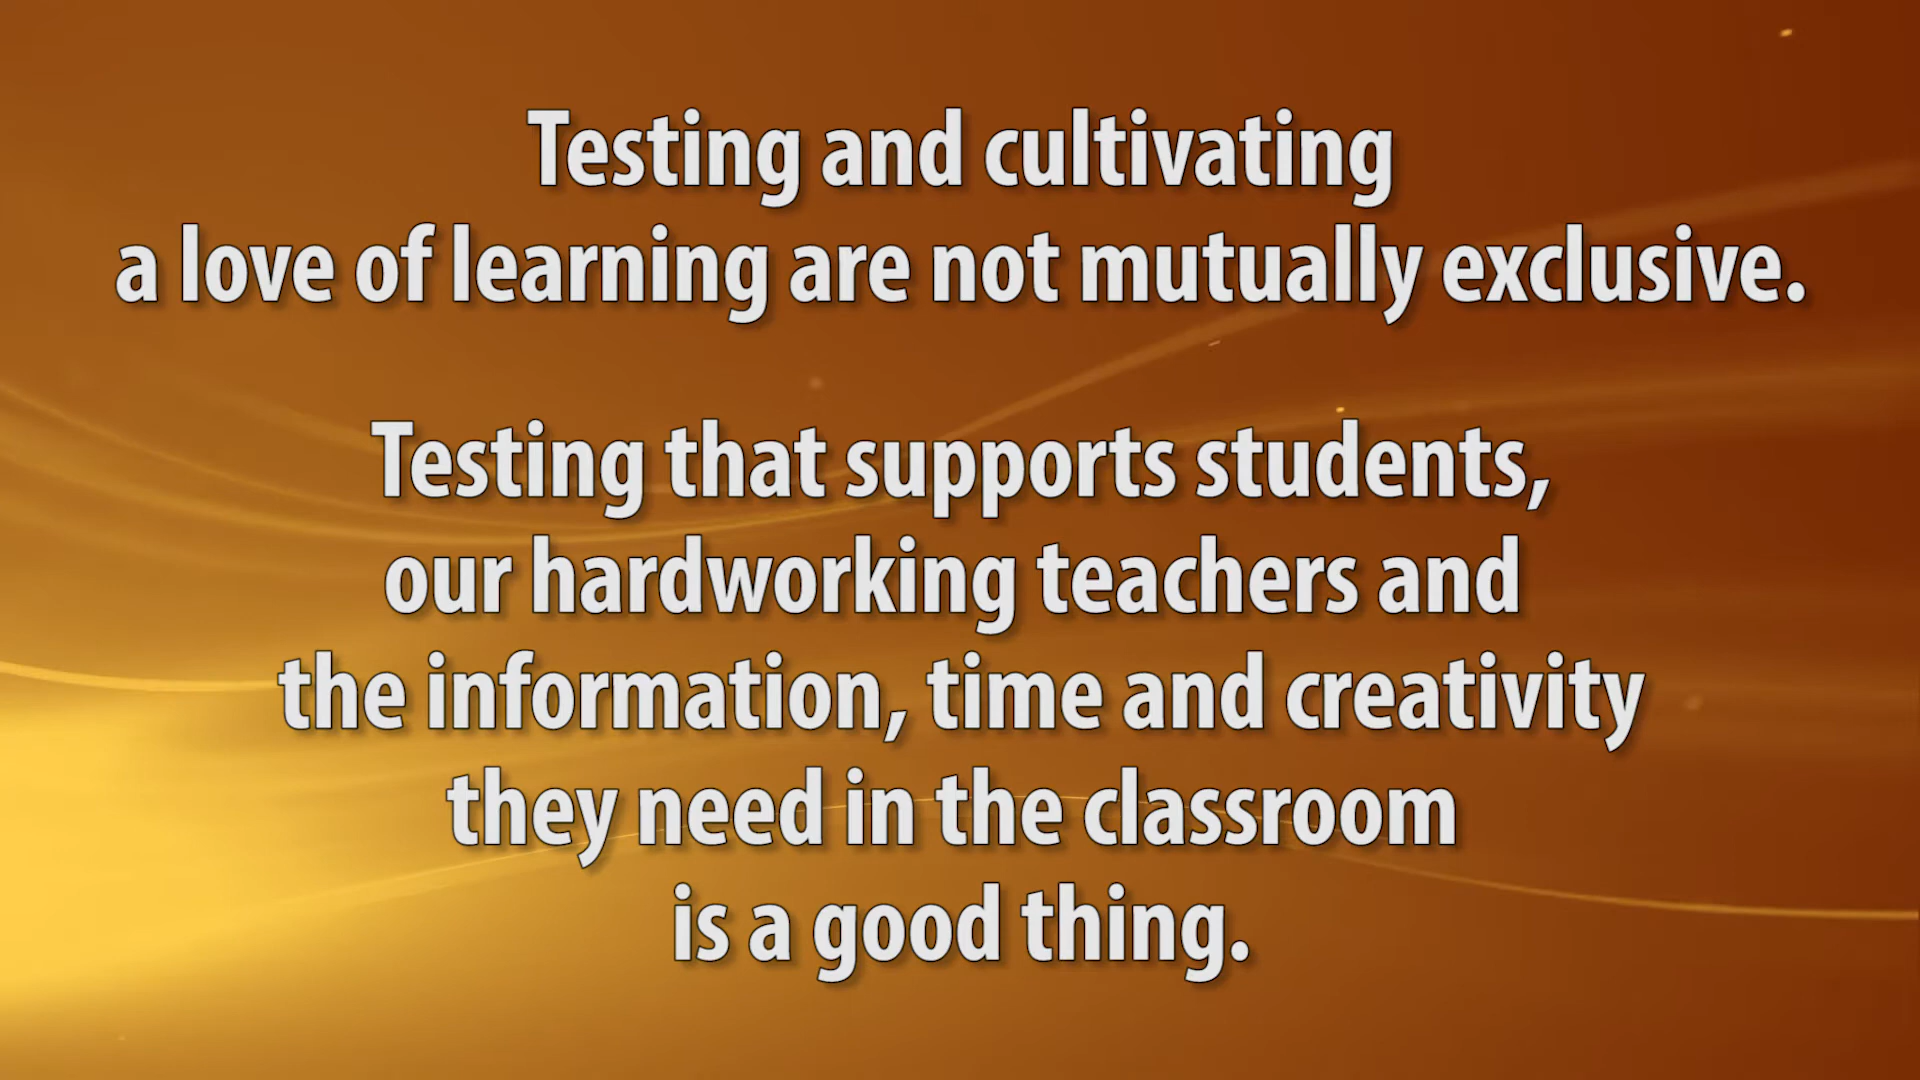 Testing and cultivating
a love of learning are not mutually exclusive.
Testing that supports students,
our hardworking teachers and
the information, time and creativity
they need in the classroom
is a good thing.